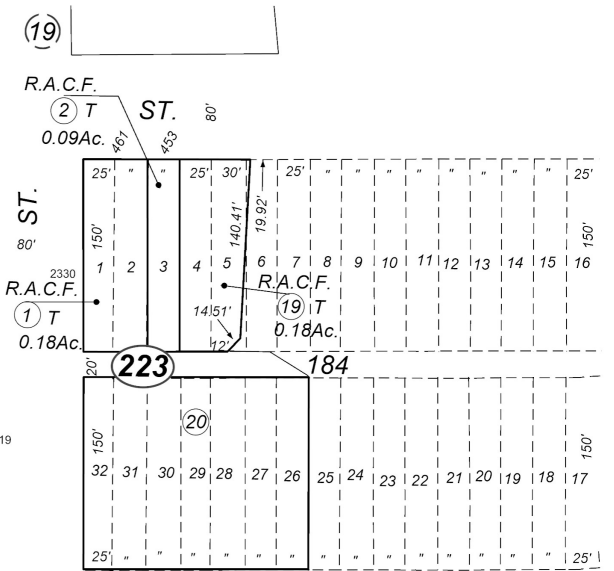 (19)
R.A.C.F.
2 T
0.09Ac.
ST.
80'
461
453
25' " " 25' 30' 25' " " " " " " " " 25'
ST.
80'
150'
140.41'
19.92'
150'
1 2 3 4 5 6 7 8 9 10 11 12 13 14 15 16
2330
R.A.C.F.
1 T
0.18Ac.
R.A.C.F.
19 T
0.18Ac.
14.51'
12'
20'
223
184
20
19
150'
150'
32 31 30 29 28 27 26 25 24 23 22 21 20 19 18 17
25' " " " " " " " " " " " " " " 25'